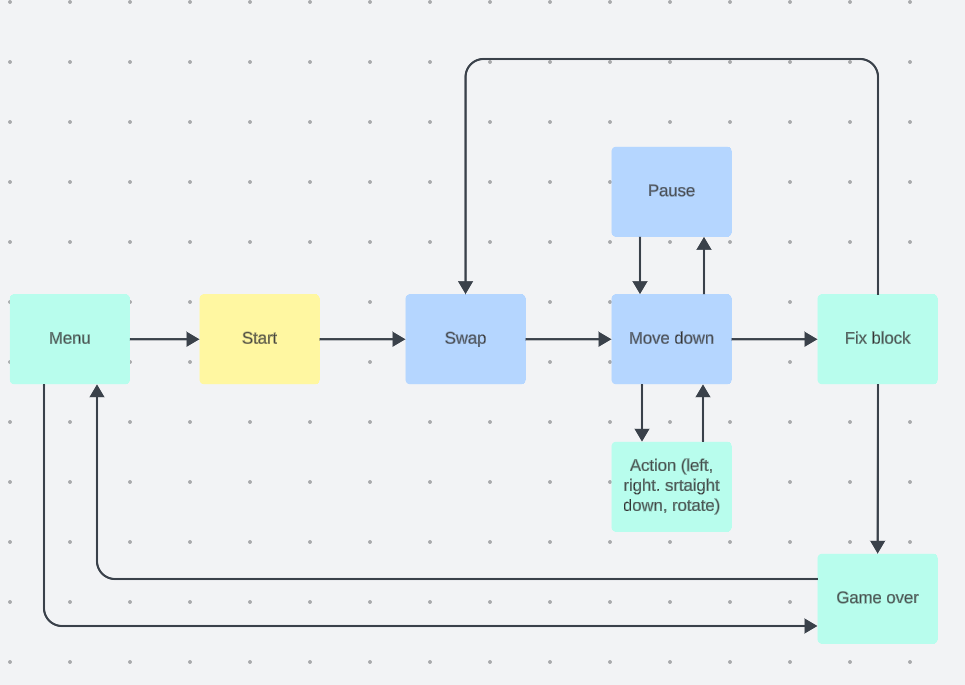 Pause
Menu
Start
Swap
Move down
Fix block
Action (left,
right. srtaight
down, rotate)
Game over